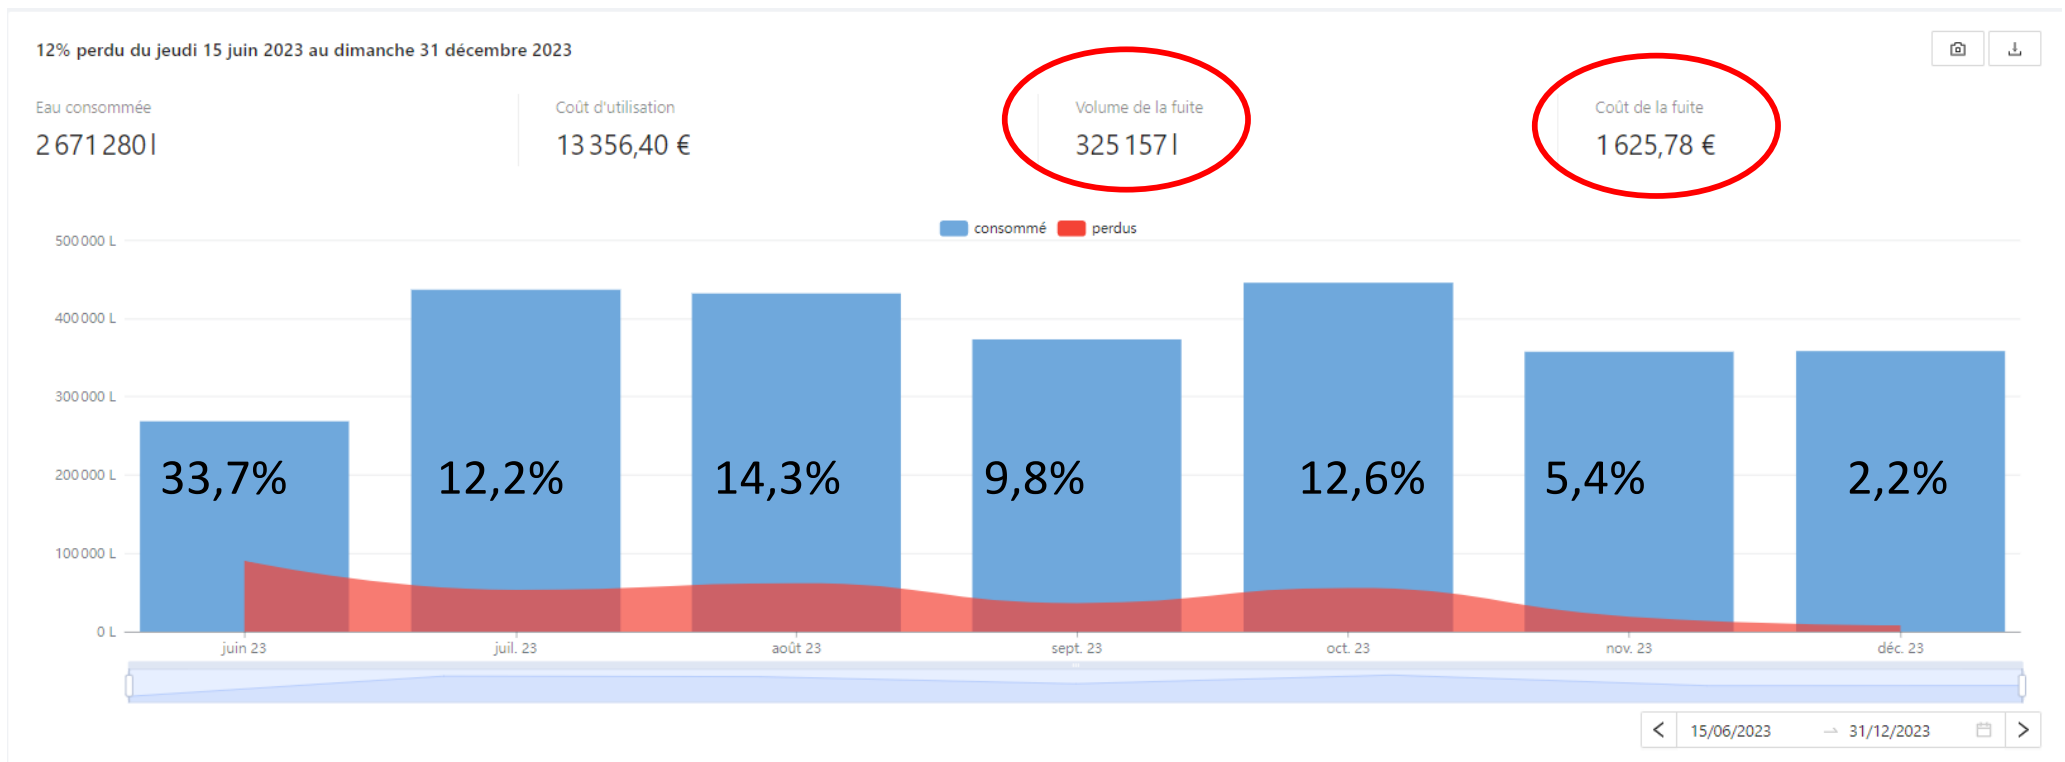 12% perdu du jeudi 15 juin 2023 au dimanche 31 décembre 2023
Eau consommée
2 671 280 l
Coût d'utilisation
13 356,40 €
Volume de la fuite
325 157 l
Coût de la fuite
1 625,78 €
consommé perdus
500 000 L
400 000 L
300 000 L
200 000 L
100 000 L
0 L
33,7% 12,2% 14,3% 9,8% 12,6% 5,4% 2,2%
juin 23 juil. 23 août 23 sept. 23 oct. 23 nov. 23 déc. 23
15/06/2023 → 31/12/2023